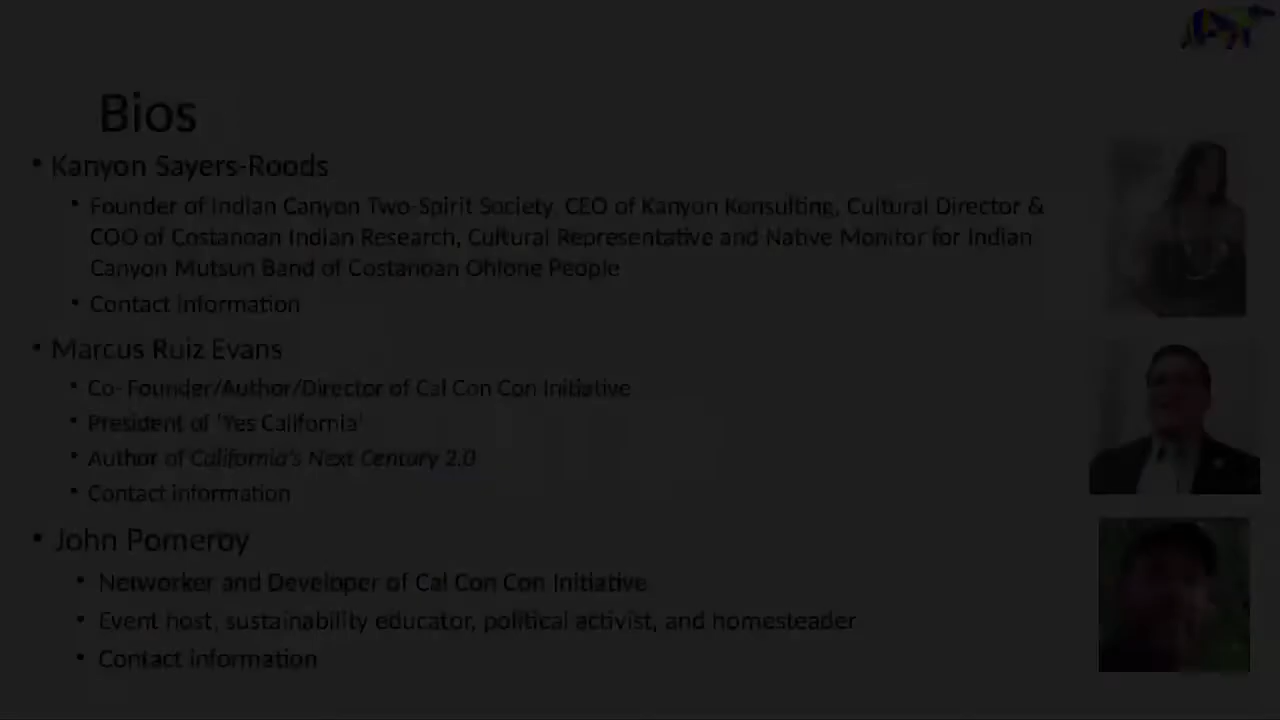 Bios
• Kanyon Sayers-Roods
• Founder of Indian Canyon Two-Spirit Society, CEO of Kanyon Konsulting, Cultural Director &
COO of Costanoan Indian Research, Cultural Representative and Native Monitor for Indian
Canyon Mutsun Band of Costanoan Ohlone People
• Contact information
• Marcus Ruiz Evans
• Co- Founder/Author/Director of Cal Con Con Initiative
• President of 'Yes California'
• Author of California's Next Century 2.0
• Contact information
• John Pomeroy
• Networker and Developer of Cal Con Con Initiative
• Event host, sustainability educator, political activist, and homesteader
• Contact information